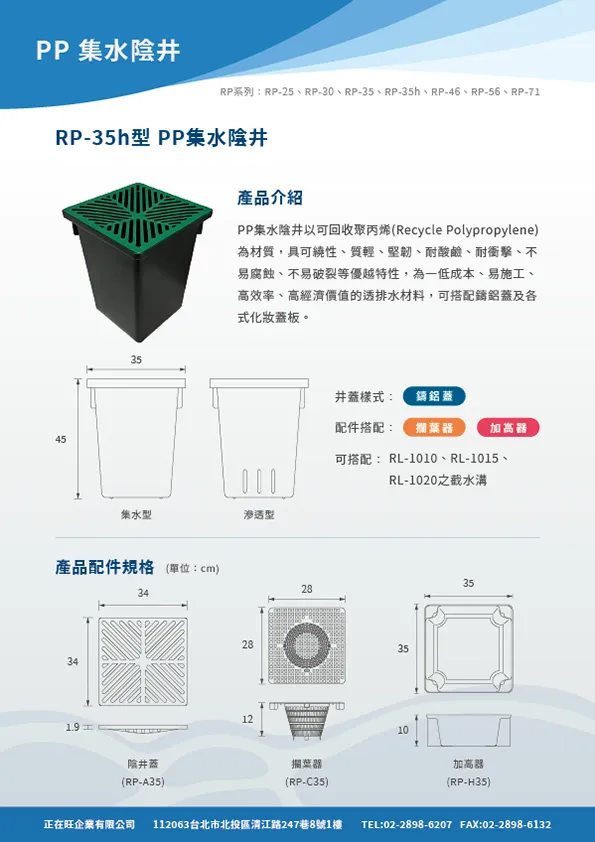 PP 集水陰井
RP系列：RP-25、RP-30、RP-35、RP-35h、RP-46、RP-56、RP-71
RP-35h型 PP集水陰井
產品介紹
PP集水陰井以可回收聚丙烯(Recycle Polypropylene)
為材質，具可繞性、質輕、堅韌、耐酸鹼、耐衝擊、不
易腐蝕、不易破裂等優越特性，為一低成本、易施工、
高效率、高經濟價值的透排水材料，可搭配鑄鋁蓋及各
式化妝蓋板。
35
45
集水型
滲透型
井蓋樣式： 鑄鋁蓋
配件搭配： 攔葉器 加高器
可搭配： RL-1010、RL-1015、
RL-1020之截水溝
產品配件規格 (單位：cm)
34
34
1.9
陰井蓋
(RP-A35)
28
28
12
攔葉器
(RP-C35)
35
35
10
加高器
(RP-H35)
正在旺企業有限公司 112063台北市北投區清江路247巷8號1樓 TEL:02-2898-6207 FAX:02-2898-6132